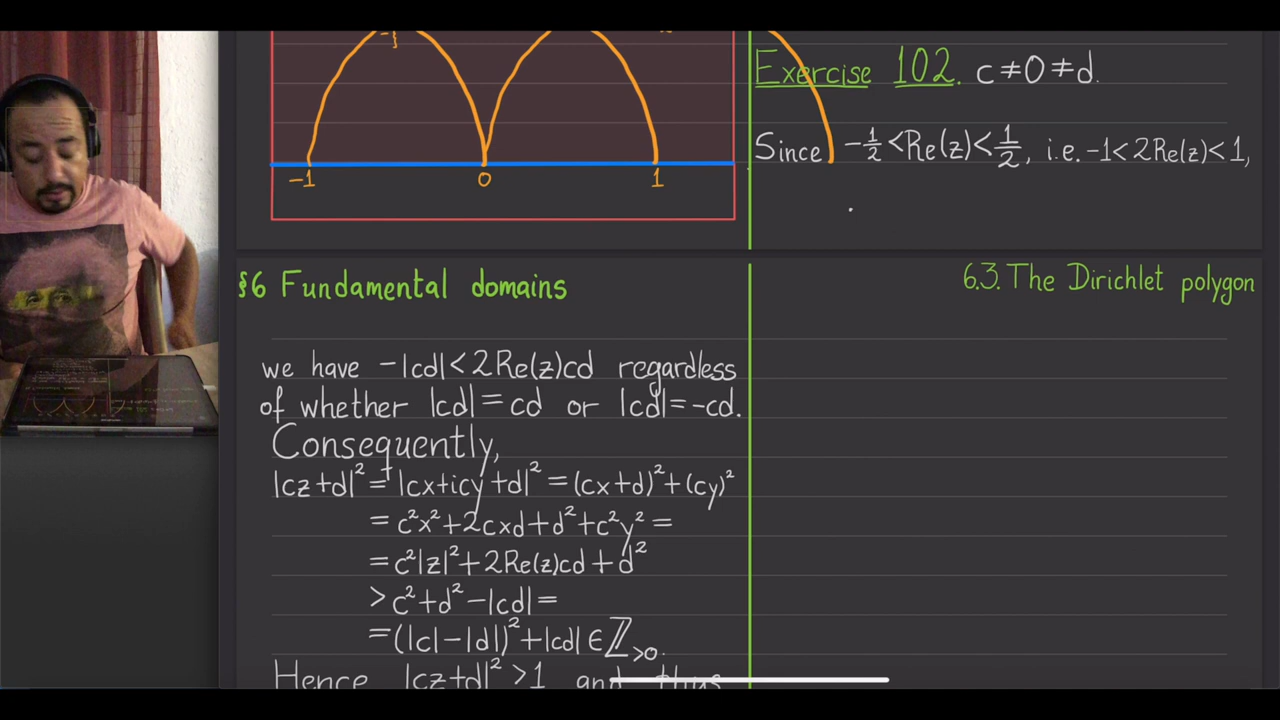 -1 0 1
Exercise 102. c≠0≠d.
Since -½<Re(z)<½, i.e. -1<2Re(z)<1,
§6 Fundamental domains
6.3. The Dirichlet polygon
we have -|cd|<2Re(z)cd regardless
of whether |cd|=cd or |cd|=-cd.
Consequently,
|cz+d|²=|cx+icy+d|²=(cx+d)²+(cy)²
=c²x²+2cxd+d²+c²y²=
=c²|z|²+2Re(z)cd+d²
>c²+d²-|cd|=
=(|c|-|d|)²+|cd|∈ℤ>0.
Hence |cz+d|²>1 and thus